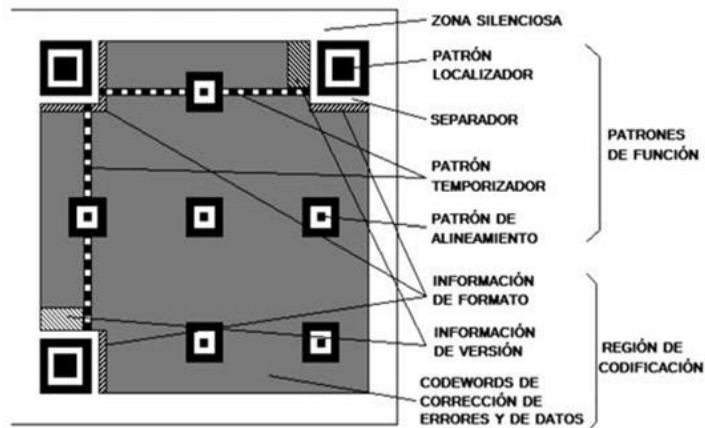 ZONA SILENCIOSA
PATRÓN
LOCALIZADOR
SEPARADOR
PATRONES
DE FUNCIÓN
PATRÓN
TEMPORIZADOR
PATRÓN DE
ALINEAMIENTO
INFORMACIÓN
DE FORMATO
INFORMACIÓN
DE VERSIÓN
REGIÓN DE
CODIFICACIÓN
CODEWORDS DE
CORRECCIÓN DE
ERRORES Y DE DATOS